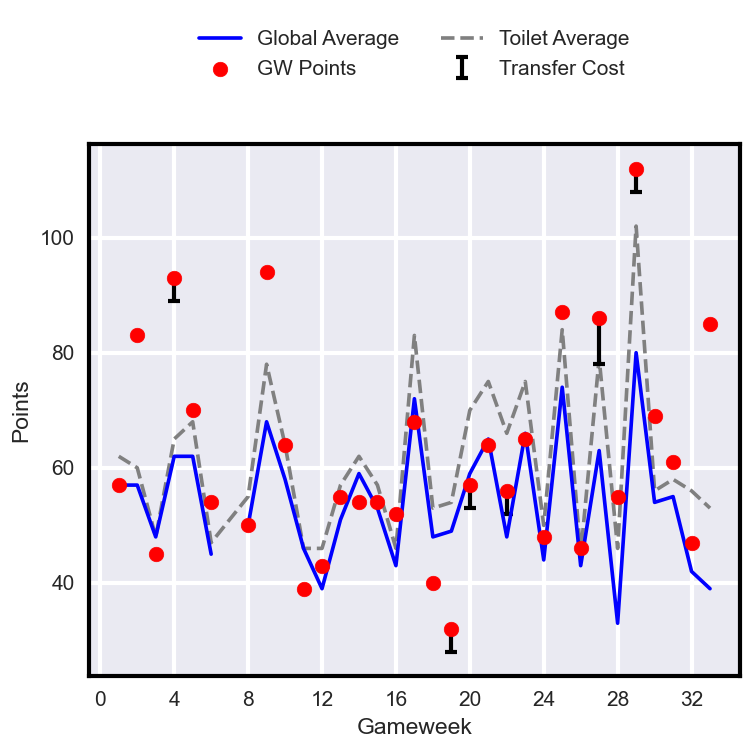 Global Average Toilet Average
GW Points Transfer Cost
100
80
60
40
Points
0 4 8 12 16 20 24 28 32
Gameweek